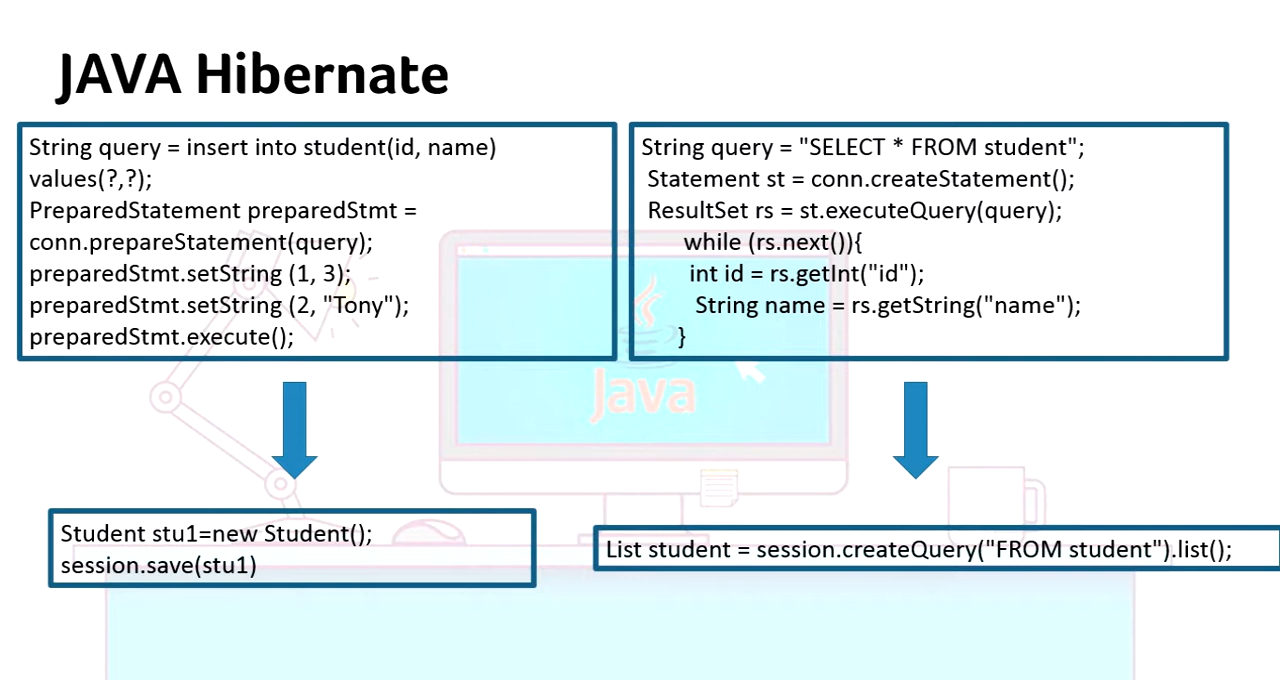 JAVA Hibernate
String query = insert into student(id, name)
values(?,?);
PreparedStatement preparedStmt =
conn.prepareStatement(query);
preparedStmt.setString (1, 3);
preparedStmt.setString (2, "Tony");
preparedStmt.execute();
String query = "SELECT * FROM student";
Statement st = conn.createStatement();
ResultSet rs = st.executeQuery(query);
while (rs.next()){
int id = rs.getInt("id");
String name = rs.getString("name");
}
Java
Student stu1=new Student();
session.save(stu1)
List student = session.createQuery("FROM student").list();